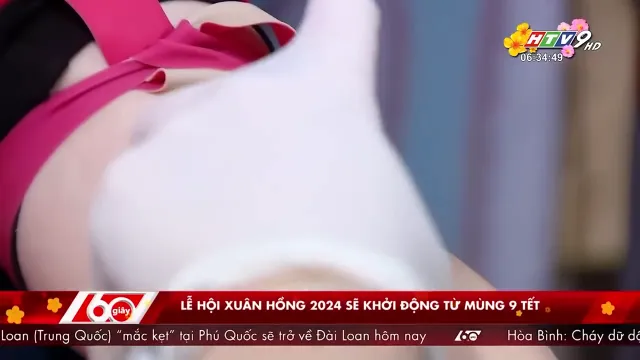 HTV9 HD
06:34:49
60 giây
LỄ HỘI XUÂN HỒNG 2024 SẼ KHỞI ĐỘNG TỪ MÙNG 9 TẾT
Loan (Trung Quốc) “mắc kẹt” tại Phú Quốc sẽ trở về Đài Loan hôm nay 60 Hòa Bình: Cháy dữ dộ